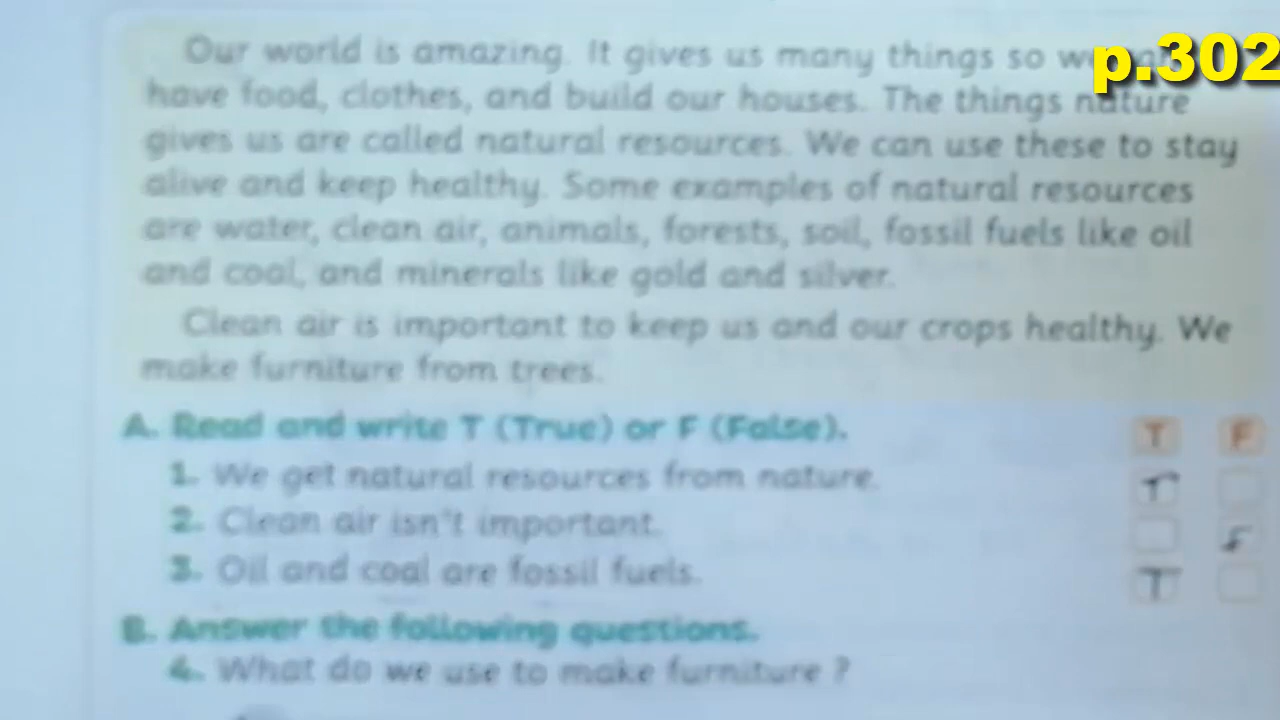 Our world is amazing. It gives us many things so we
p.302
have food, clothes, and build our houses. The things nature
gives us are called natural resources. We can use these to stay
alive and keep healthy. Some examples of natural resources
are water, clean air, animals, forests, soil, fossil fuels like oil
and coal, and minerals like gold and silver.
Clean air is important to keep us and our crops healthy. We
make furniture from trees.
A. Read and write T (True) or F (False). T F
1. We get natural resources from nature. T
2. Clean air isn't important. F
3. Oil and coal are fossil fuels. T
B. Answer the following questions.
4. What do we use to make furniture ?